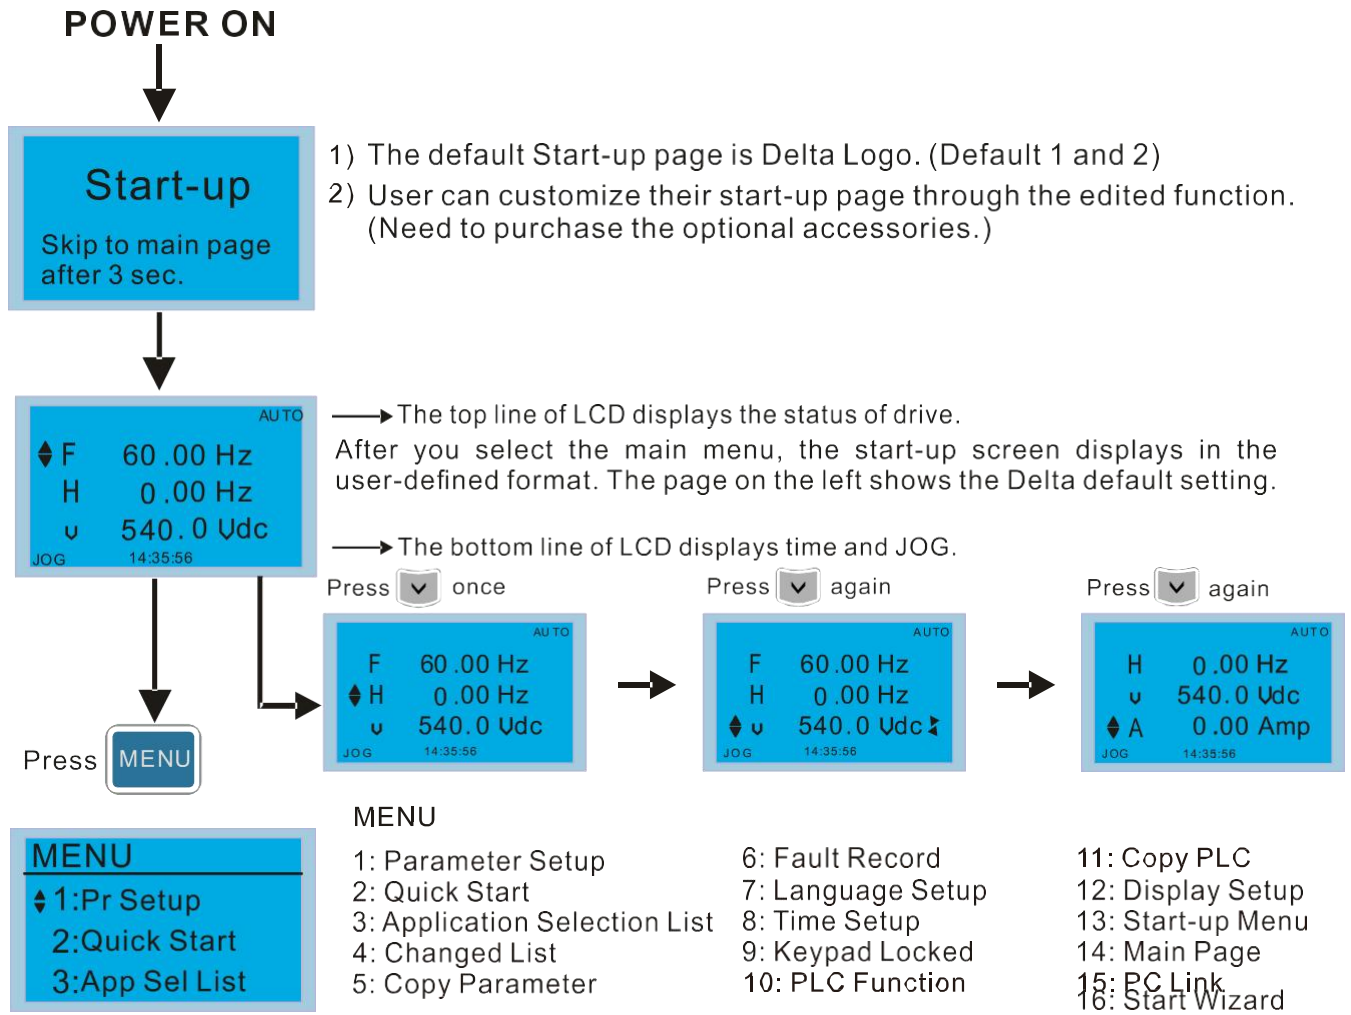 POWER ON
Start-up
Skip to main page
after 3 sec.
1) The default Start-up page is Delta Logo. (Default 1 and 2)
2) User can customize their start-up page through the edited function.
(Need to purchase the optional accessories.)
AUTO
F 60.00 Hz
H 0.00 Hz
υ 540.0 Vdc
JOG 14:35:56
The top line of LCD displays the status of drive.
After you select the main menu, the start-up screen displays in the
user-defined format. The page on the left shows the Delta default setting.
The bottom line of LCD displays time and JOG.
Press once
AUTO
F 60.00 Hz
H 0.00 Hz
υ 540.0 Vdc
JOG 14:35:56
Press again
AUTO
F 60.00 Hz
H 0.00 Hz
υ 540.0 Vdc
JOG 14:35:56
Press again
AUTO
H 0.00 Hz
υ 540.0 Vdc
A 0.00 Amp
JOG 14:35:56
Press MENU
MENU
1:Pr Setup
2:Quick Start
3:App Sel List
MENU
1: Parameter Setup
2: Quick Start
3: Application Selection List
4: Changed List
5: Copy Parameter
6: Fault Record
7: Language Setup
8: Time Setup
9: Keypad Locked
10: PLC Function
11: Copy PLC
12: Display Setup
13: Start-up Menu
14: Main Page
15: PC Link
16: Start Wizard